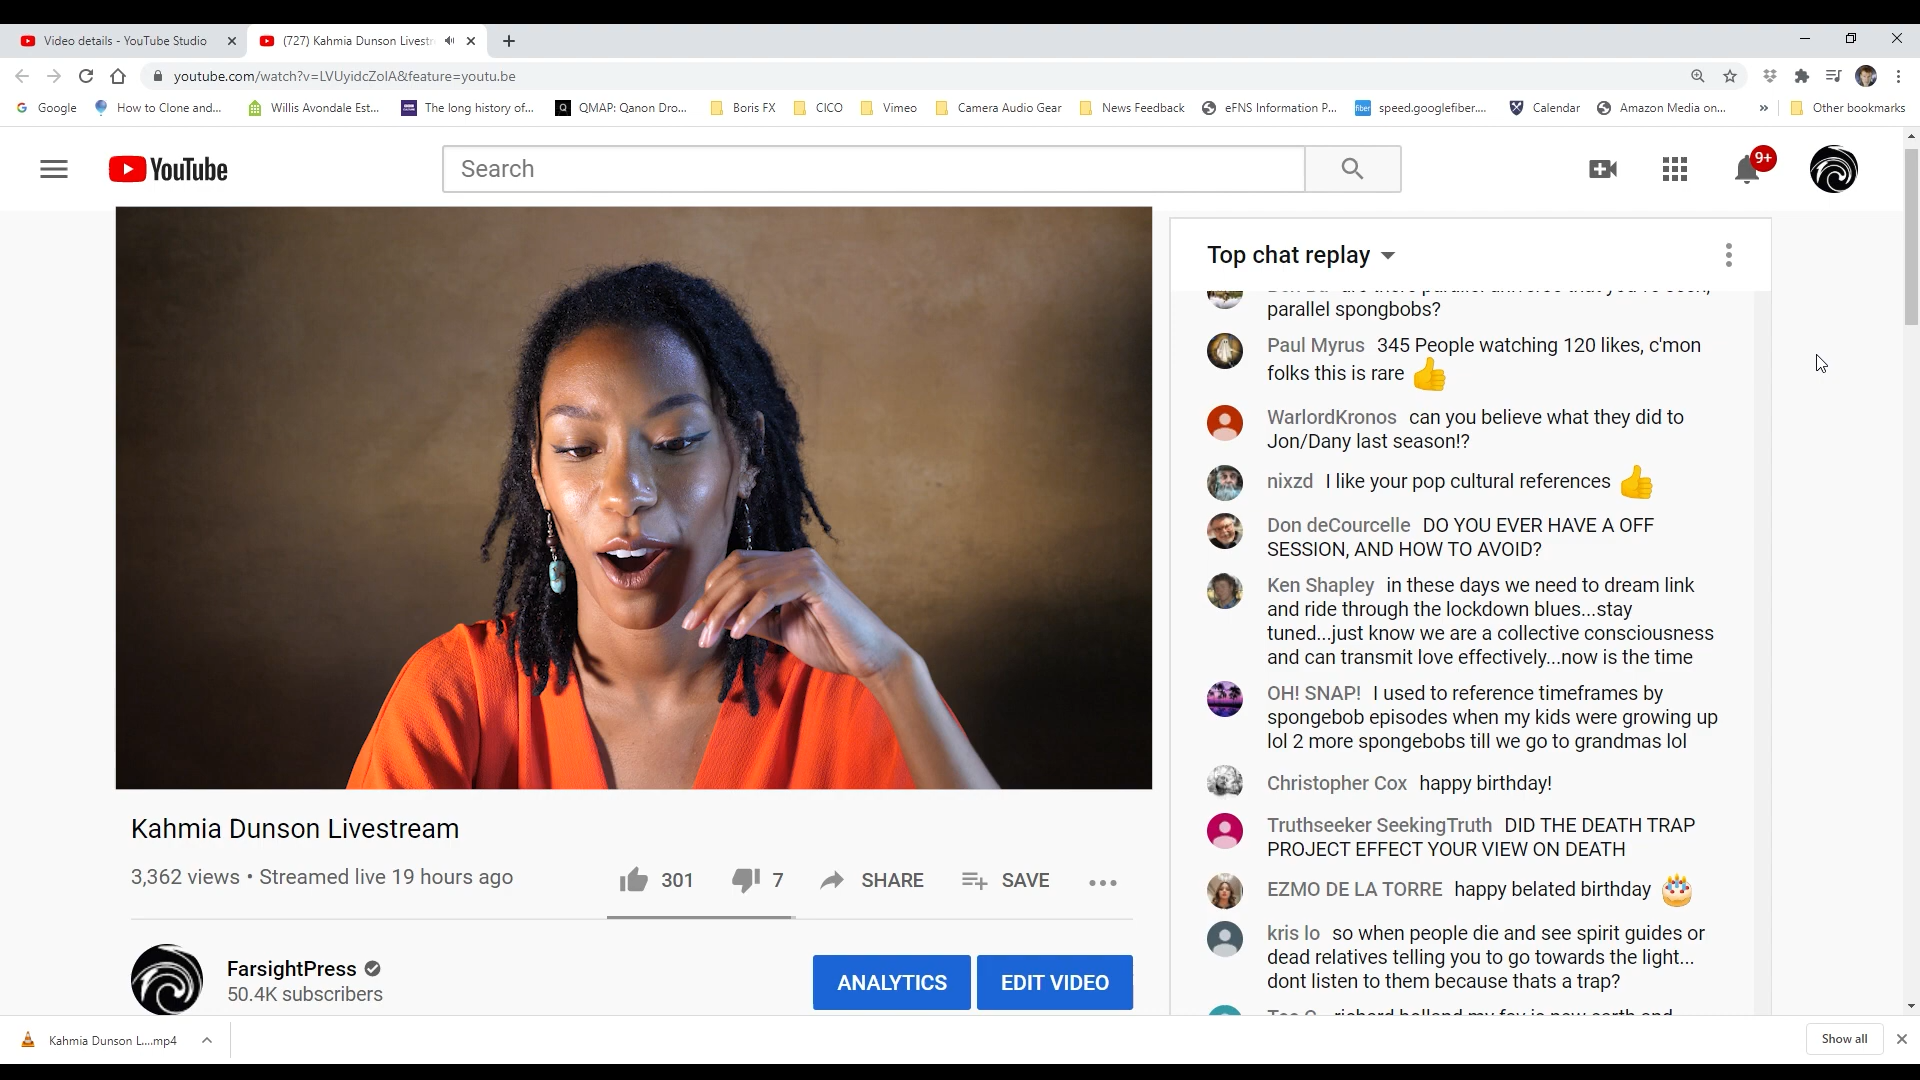 Video details - YouTube Studio
(727) Kahmia Dunson Livestr
youtube.com/watch?v=LVUyidcZolA&feature=youtu.be
Google
How to Clone and...
Willis Avondale Est...
The long history of...
QMAP: Qanon Dro...
Boris FX
CICO
Vimeo
Camera Audio Gear
News Feedback
eFNS Information P...
speed.googlefiber....
Calendar
Amazon Media on...
»
Other bookmarks
YouTube
Search
9+
Top chat replay
parallel spongbobs?
Paul Myrus 345 People watching 120 likes, c'mon
folks this is rare 👍
WarlordKronos can you believe what they did to
Jon/Dany last season!?
nixzd I like your pop cultural references 👍
Don deCourcelle DO YOU EVER HAVE A OFF
SESSION, AND HOW TO AVOID?
Ken Shapley in these days we need to dream link
and ride through the lockdown blues...stay
tuned...just know we are a collective consciousness
and can transmit love effectively...now is the time
OH! SNAP! I used to reference timeframes by
spongebob episodes when my kids were growing up
lol 2 more spongebobs till we go to grandmas lol
Christopher Cox happy birthday!
Truthseeker SeekingTruth DID THE DEATH TRAP
PROJECT EFFECT YOUR VIEW ON DEATH
EZMO DE LA TORRE happy belated birthday 🎂
kris lo so when people die and see spirit guides or
dead relatives telling you to go towards the light...
dont listen to them because thats a trap?
Kahmia Dunson Livestream
3,362 views • Streamed live 19 hours ago
301
7
SHARE
SAVE
FarsightPress
50.4K subscribers
ANALYTICS
EDIT VIDEO
Kahmia Dunson L....mp4
Show all